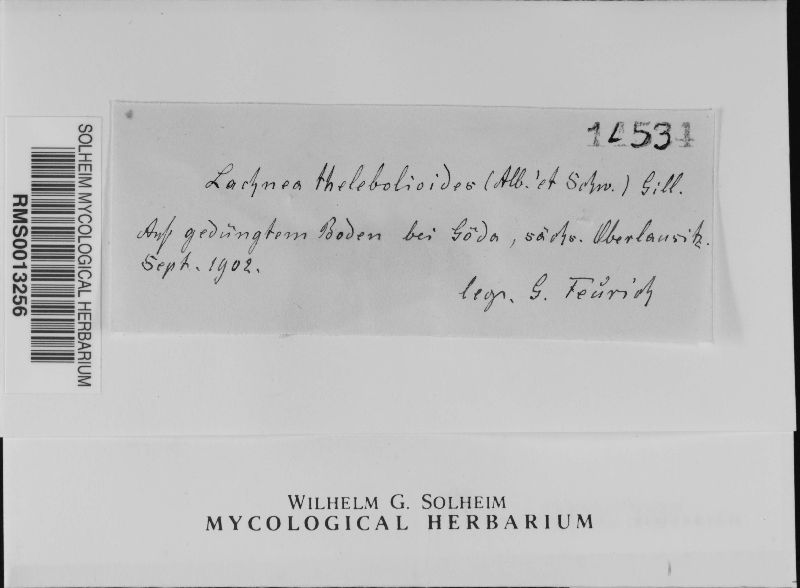 14531
Lachnea thelebolioides (Alb. et Schw.) Gill.
Auf gedüngtem Boden bei Göda, sächs. Oberlausitz.
Sept. 1902.
leg. G. Feurich
SOLHEIM MYCOLOGICAL HERBARIUM
RMS0013256
WILHELM G. SOLHEIM
MYCOLOGICAL HERBARIUM